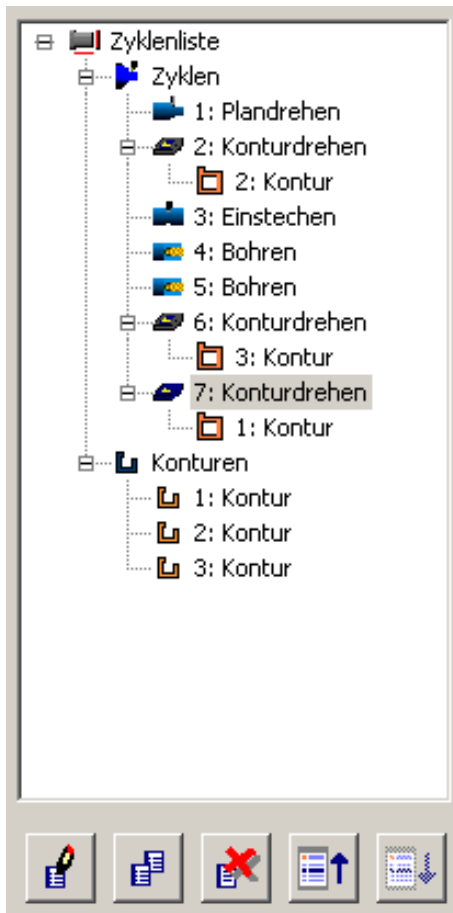 Zyklenliste
Zyklen
1: Plandrehen
2: Konturdrehen
2: Kontur
3: Einstechen
4: Bohren
5: Bohren
6: Konturdrehen
3: Kontur
7: Konturdrehen
1: Kontur
Konturen
1: Kontur
2: Kontur
3: Kontur